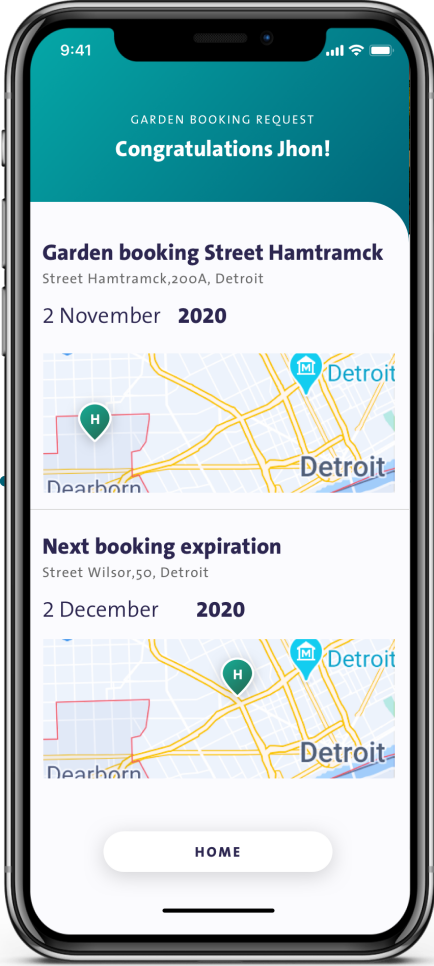 9:41
GARDEN BOOKING REQUEST
Congratulations Jhon!
Garden booking Street Hamtramck
Street Hamtramck,200A, Detroit
2 November 2020
M
Detroit
H
Detroit
Dearborn
Next booking expiration
Street Wilsor,50, Detroit
2 December 2020
M
Detroit
H
Detroit
Dearborn
HOME